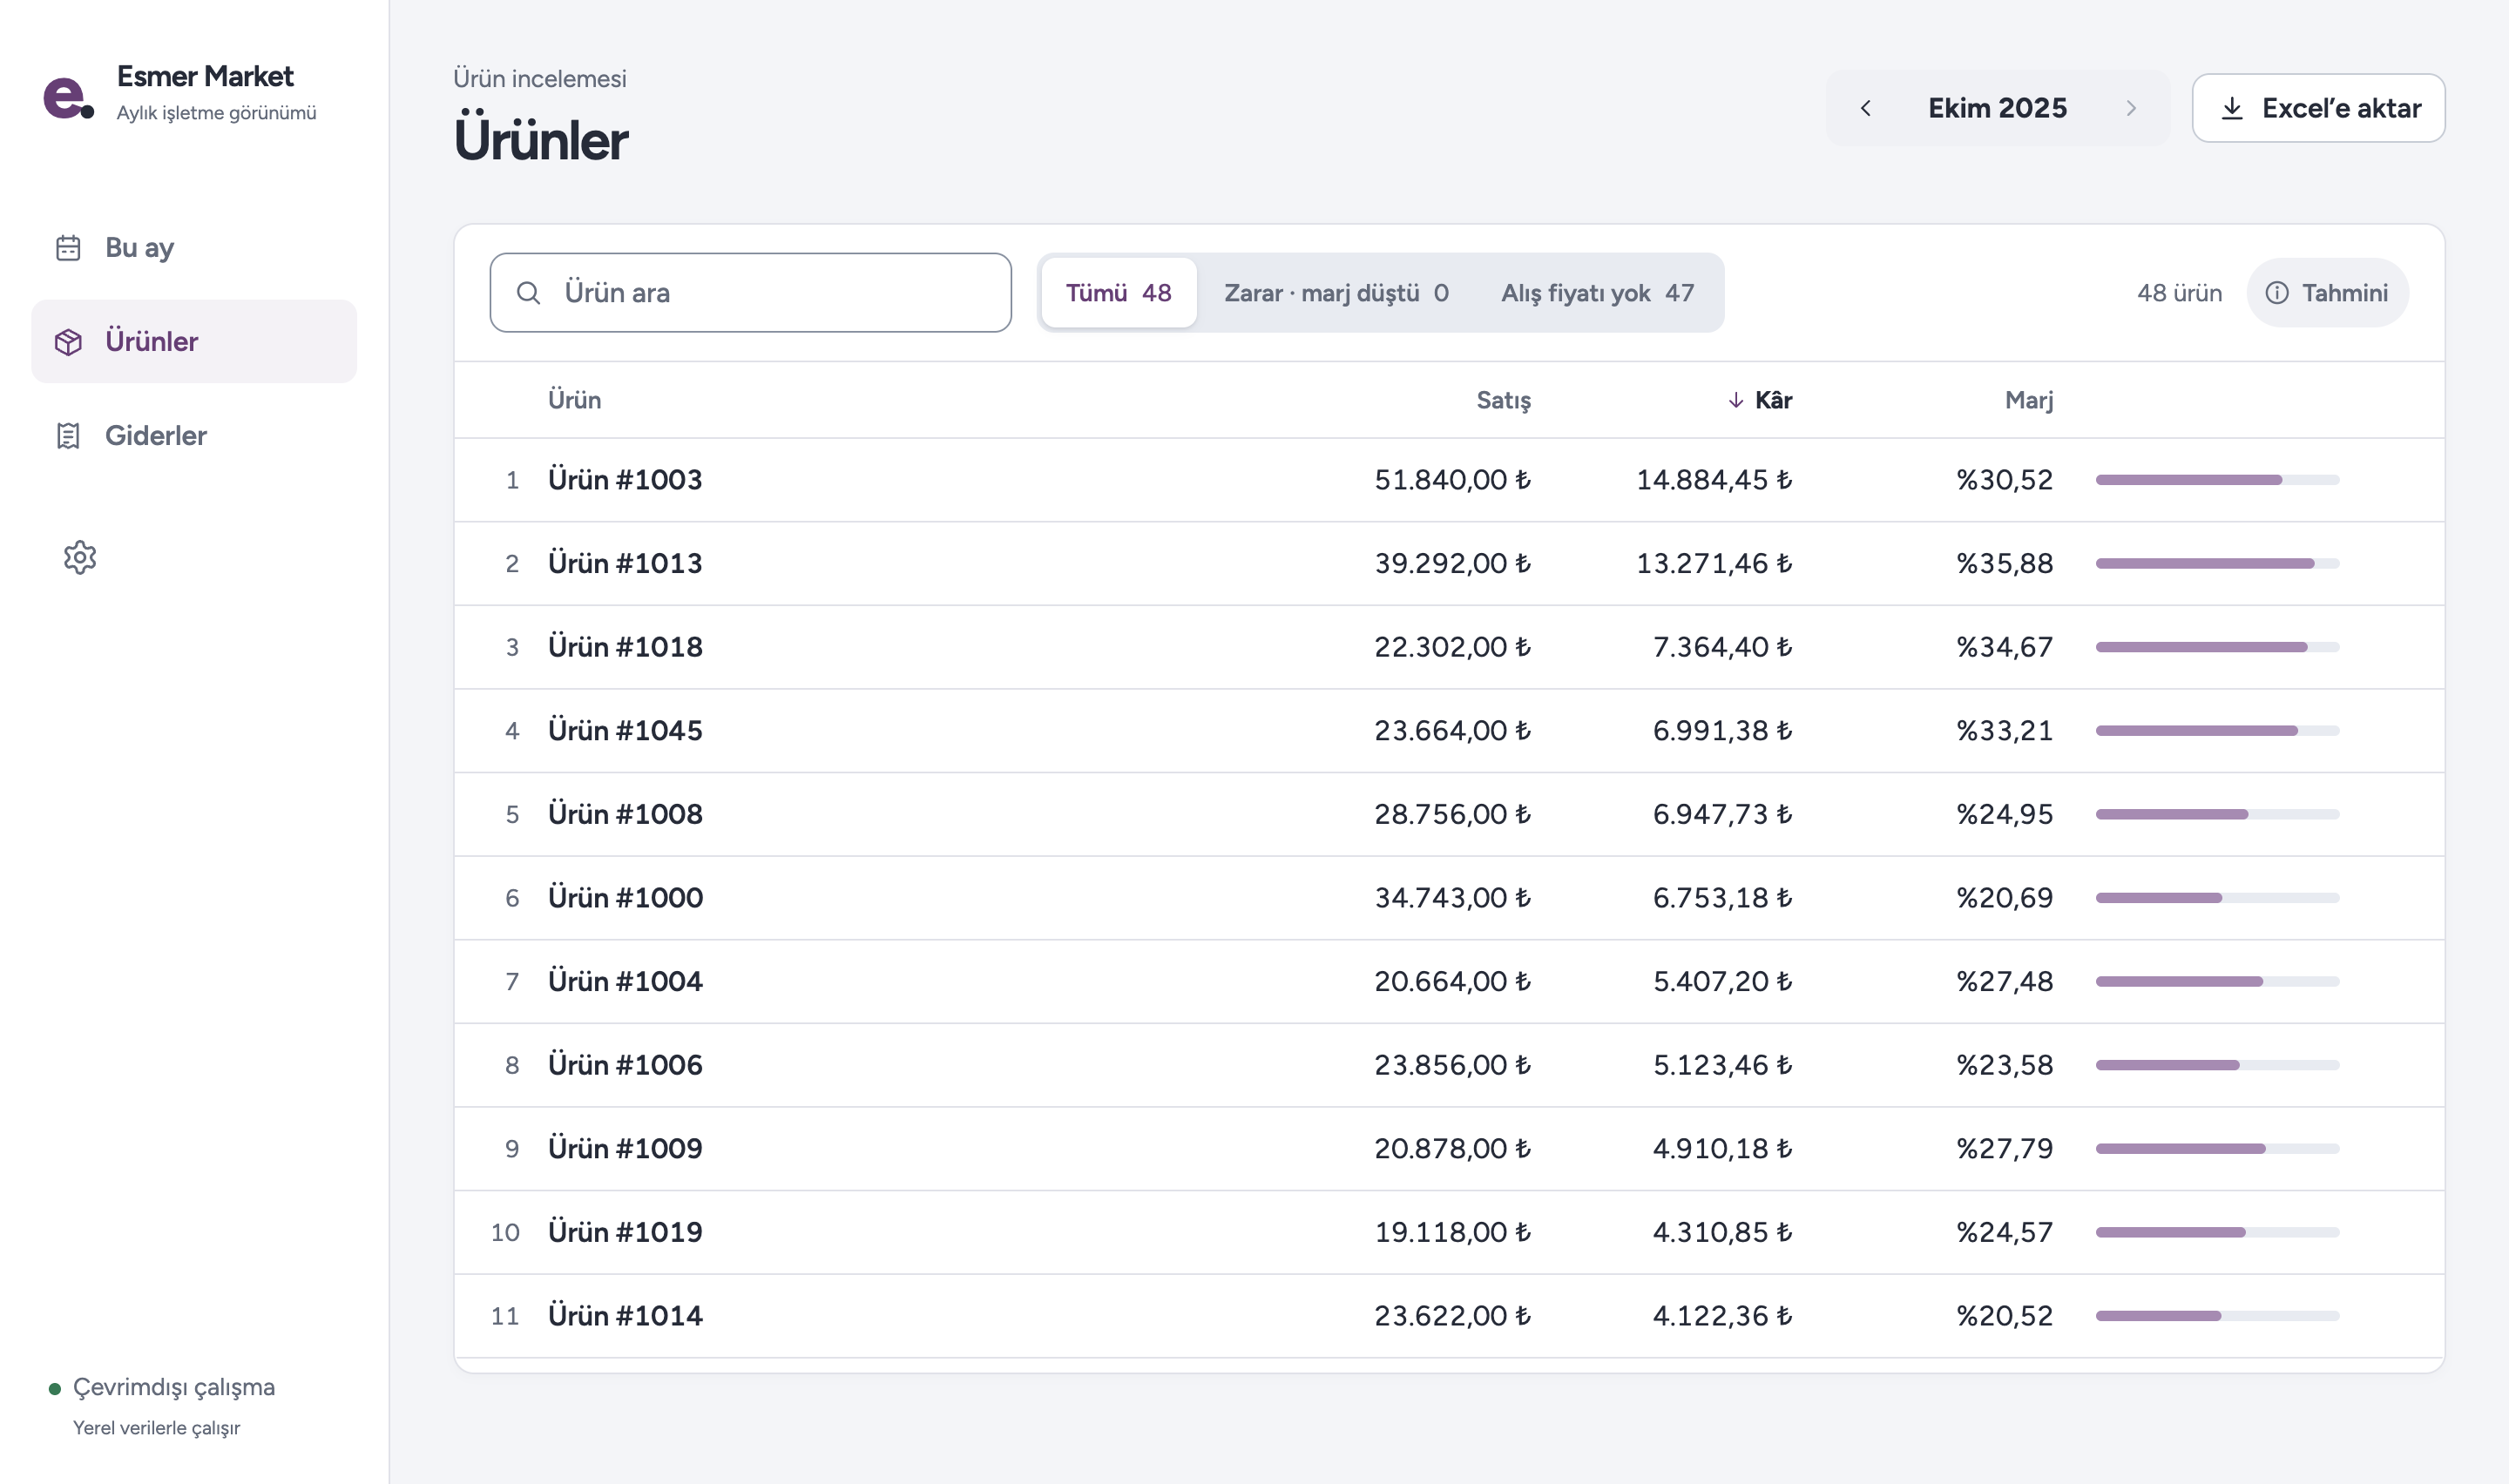 e.
Esmer Market
Aylık işletme görünümü
Bu ay
Ürünler
Giderler
Çevrimdışı çalışma
Yerel verilerle çalışır
Ürün incelemesi
Ürünler
Ekim 2025
Excel’e aktar
Ürün ara
Tümü 48
Zarar · marj düştü 0
Alış fiyatı yok 47
48 ürün
Tahmini
Ürün Satış Kâr Marj
1 Ürün #1003 51.840,00 ₺ 14.884,45 ₺ %30,52
2 Ürün #1013 39.292,00 ₺ 13.271,46 ₺ %35,88
3 Ürün #1018 22.302,00 ₺ 7.364,40 ₺ %34,67
4 Ürün #1045 23.664,00 ₺ 6.991,38 ₺ %33,21
5 Ürün #1008 28.756,00 ₺ 6.947,73 ₺ %24,95
6 Ürün #1000 34.743,00 ₺ 6.753,18 ₺ %20,69
7 Ürün #1004 20.664,00 ₺ 5.407,20 ₺ %27,48
8 Ürün #1006 23.856,00 ₺ 5.123,46 ₺ %23,58
9 Ürün #1009 20.878,00 ₺ 4.910,18 ₺ %27,79
10 Ürün #1019 19.118,00 ₺ 4.310,85 ₺ %24,57
11 Ürün #1014 23.622,00 ₺ 4.122,36 ₺ %20,52